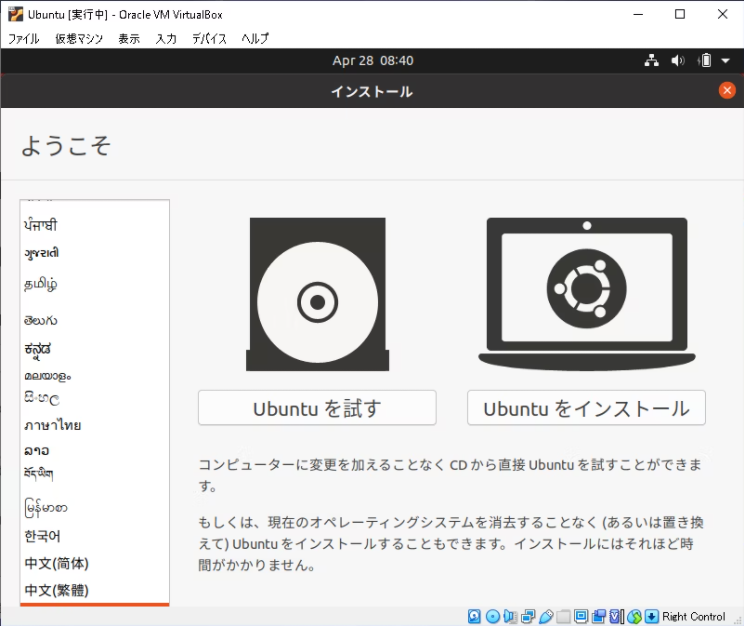 Ubuntu [実行中] - Oracle VM VirtualBox
ファイル 仮想マシン 表示 入力 デバイス ヘルプ
Apr 28 08:40
インストール
ようこそ
ਪੰਜਾਬੀ
ગુજરાતી
தமிழ்
తెలుగు
ಕನ್ನಡ
മലയാളം
සිංහල
ภาษาไทย
ລາວ
བོད་ཡིག
မြန်မာစာ
한국어
中文(简体)
中文(繁體)
Ubuntu を試す
Ubuntu をインストール
コンピューターに変更を加えることなく CD から直接 Ubuntu を試すことができま
す。
もしくは、現在のオペレーティングシステムを消去することなく (あるいは置き換
えて) Ubuntu をインストールすることもできます。インストールにはそれほど時
間がかかりません。
Right Control